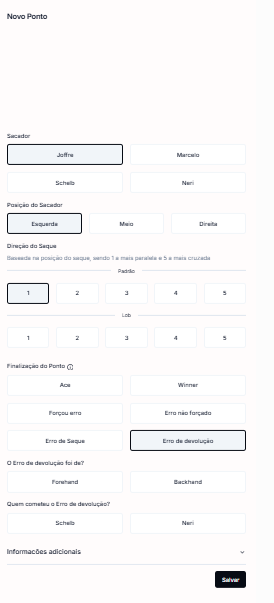 Novo Ponto
Sacador
Joffre Marcelo
Scheib Neri
Posição do Sacador
Esquerda Meio Direita
Direção do Saque
Baseada na posição do saque, sendo 1 a mais paralela e 5 a mais cruzada
Padrão
1 2 3 4 5
Lob
1 2 3 4 5
Finalização do Ponto
Ace Winner
Forçou erro Erro não forçado
Erro de Saque Erro de devolução
O Erro de devolução foi de?
Forehand Backhand
Quem cometeu o Erro de devolução?
Scheib Neri
Informações adicionais
Salvar